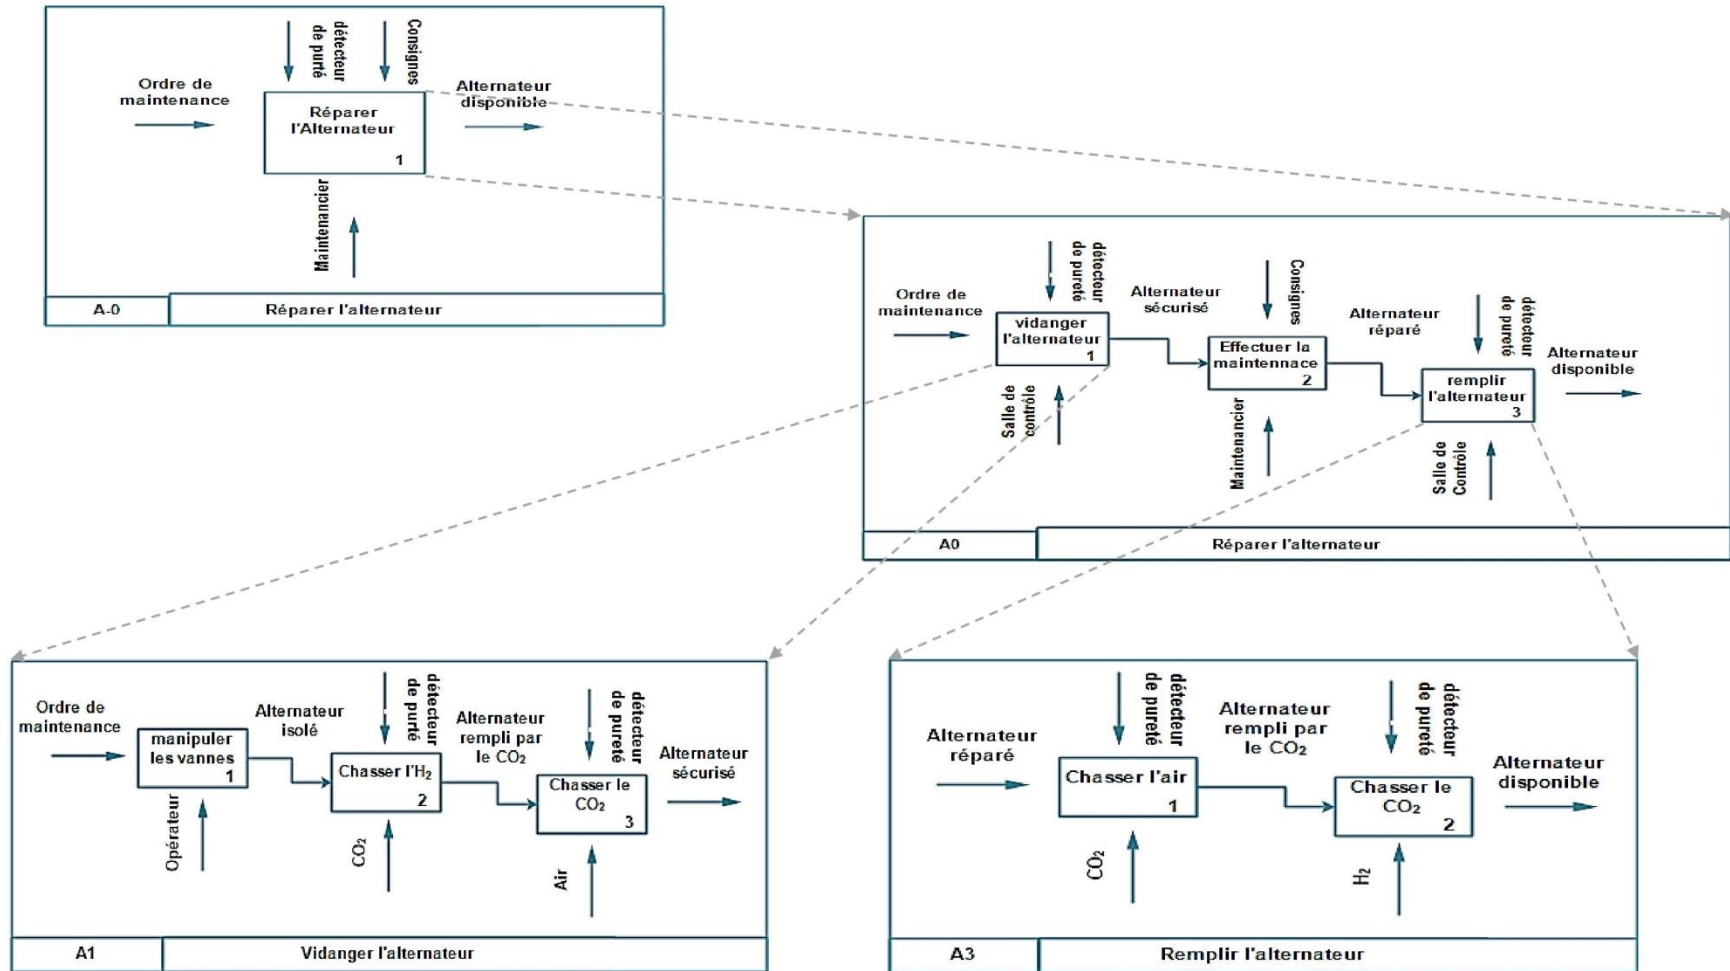 détecteur
de purté
Consignes
Ordre de
maintenance
Alternateur
disponible
Réparer
l'Alternateur
1
Maintenancier
A-0
Réparer l'alternateur
détecteur
de pureté
Ordre de
maintenance
Alternateur
sécurisé
Consignes
Alternateur
réparé
détecteur
de pureté
Alternateur
disponible
vidanger
l'alternateur
1
Effectuer la
maintennace
2
remplir
l'alternateur
3
Salle de
contrôle
Maintenancier
Salle de
Contrôle
A0
Réparer l'alternateur
Ordre de
maintenance
Alternateur
isolé
détecteur
de purté
Alternateur
rempli par
le CO₂
détecteur
de pureté
Alternateur
sécurisé
manipuler
les vannes
1
Chasser l'H₂
2
Chasser le
CO₂
3
Opérateur
CO₂
Air
A1
Vidanger l'alternateur
Alternateur
réparé
détecteur
de pureté
Alternateur
rempli par
le CO₂
détecteur
de pureté
Alternateur
disponible
Chasser l'air
1
Chasser le
CO₂
2
CO₂
H₂
A3
Remplir l'alternateur